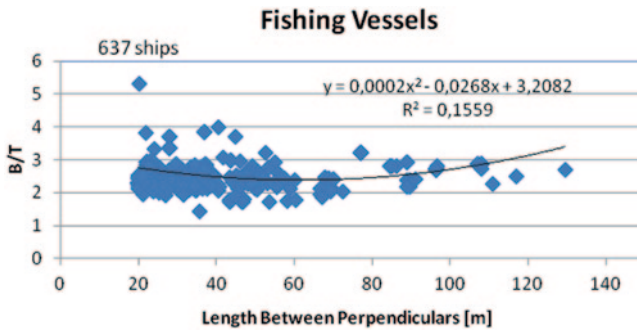 Fishing Vessels
637 ships
y = 0,0002x² - 0,0268x + 3,2082
R² = 0,1559
B/T
6
5
4
3
2
1
0
0 20 40 60 80 100 120 140
Length Between Perpendiculars [m]